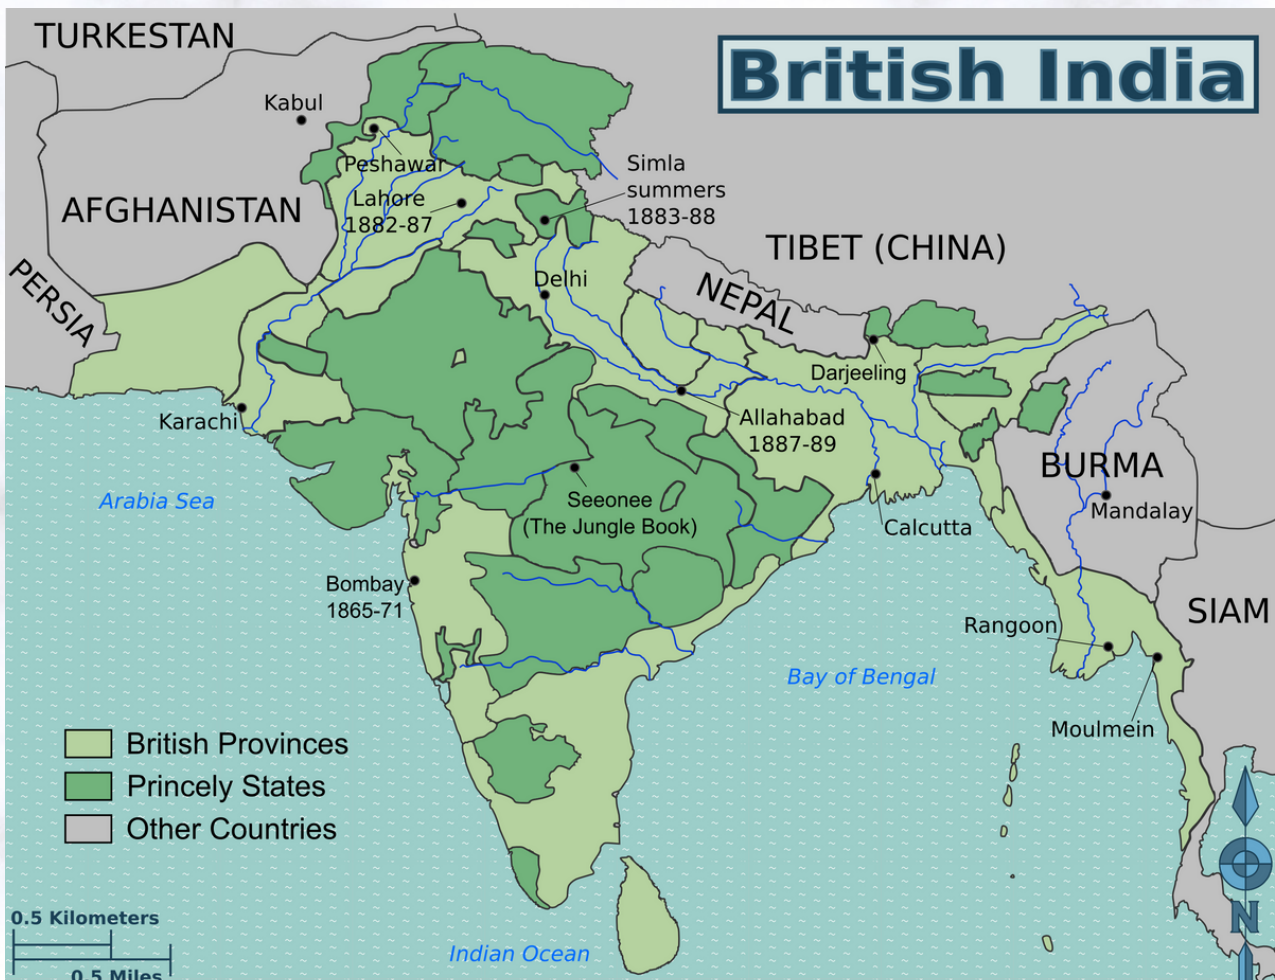 TURKESTAN
British India
Kabul
Peshawar
Simla
summers
1883-88
Lahore
1882-87
AFGHANISTAN
TIBET (CHINA)
PERSIA
Delhi
NEPAL
Darjeeling
Karachi
Allahabad
1887-89
BURMA
Arabia Sea
Seeonee
(The Jungle Book)
Mandalay
Calcutta
Bombay
1865-71
SIAM
Rangoon
Bay of Bengal
Moulmein
British Provinces
Princely States
Other Countries
0.5 Kilometers
N
Indian Ocean
0.5 Miles